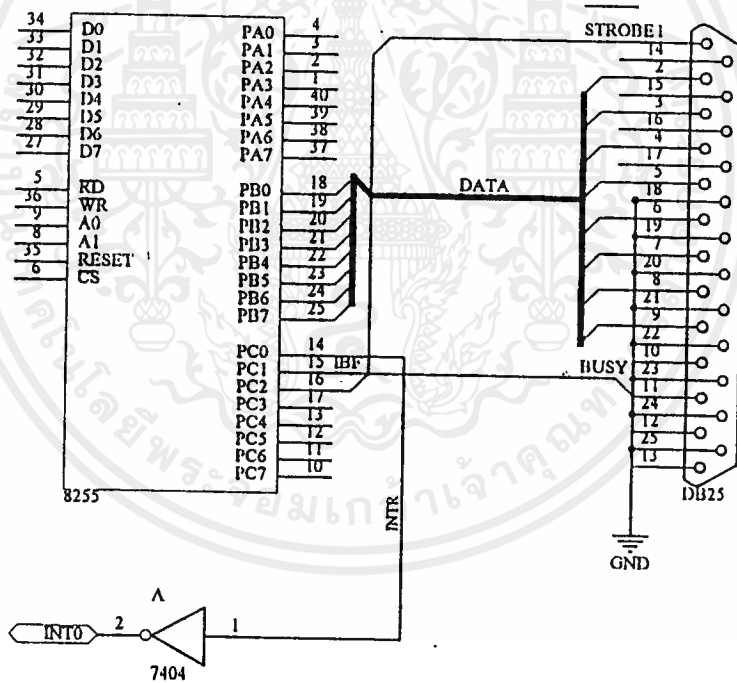 34 D0
33 D1
32 D2
31 D3
30 D4
29 D5
28 D6
27 D7
5 RD
36 WR
9 A0
8 A1
35 RESET
6 CS
PA0 4
PA1 3
PA2 2
PA3 1
PA4 40
PA5 39
PA6 38
PA7 37
PB0 18
PB1 19
PB2 20
PB3 21
PB4 22
PB5 23
PB6 24
PB7 25
PC0 14
PC1 15 IBF
PC2 16
PC3 17
PC4 13
PC5 12
PC6 11
PC7 10
8255
DATA
BUSY
INTR
STROBE1
14
2
15
3
16
4
17
5
18
6
19
7
20
8
21
9
22
10
23
11
24
12
25
13
DB25
GND
A
INT0 2 1
7404